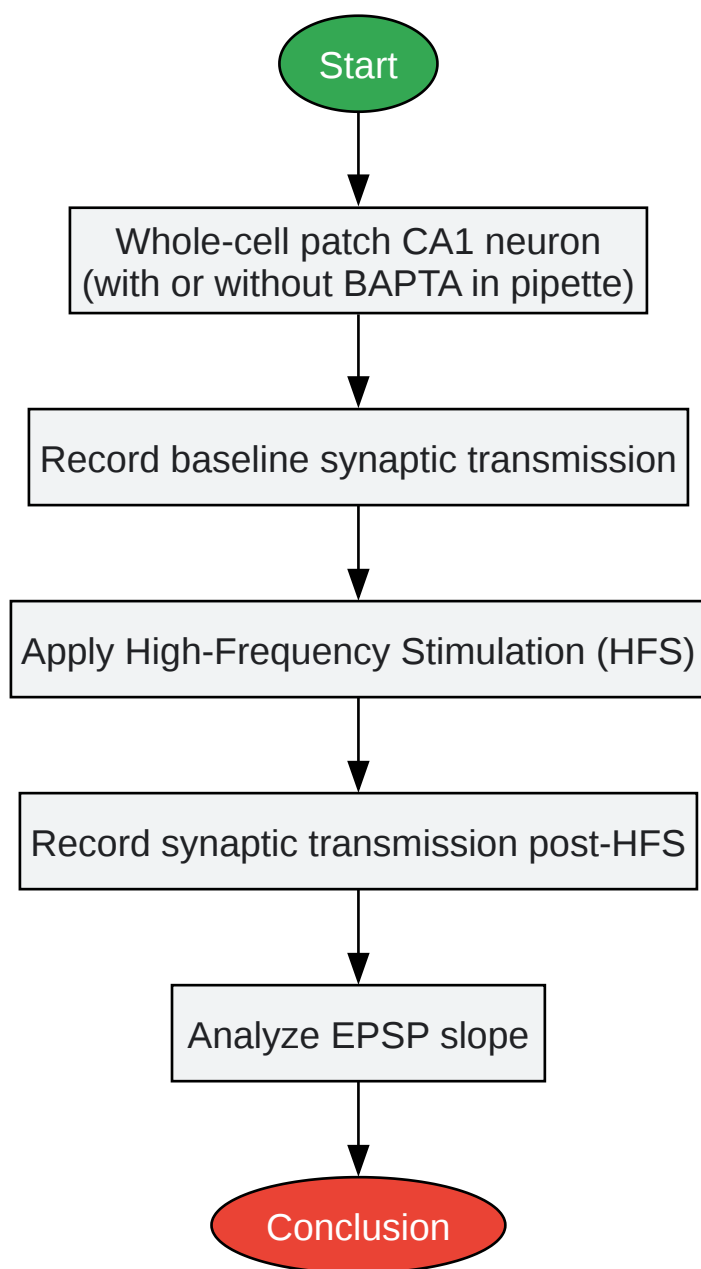 Start
Whole-cell patch CA1 neuron
(with or without BAPTA in pipette)
Record baseline synaptic transmission
Apply High-Frequency Stimulation (HFS)
Record synaptic transmission post-HFS
Analyze EPSP slope
Conclusion